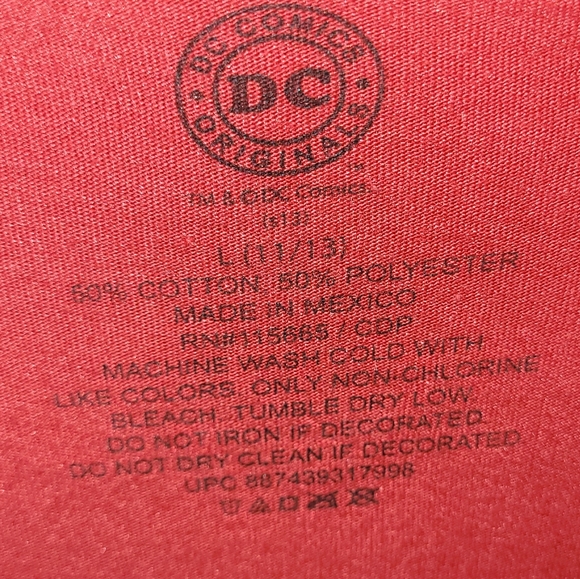 DC COMICS
DC
ORIGINALS
TM & © DC Comics.
(s13)
L (11/13)
50% COTTON 50% POLYESTER
MADE IN MEXICO
RN#115665 / CDP
MACHINE WASH COLD WITH
LIKE COLORS. ONLY NON-CHLORINE
BLEACH. TUMBLE DRY LOW.
DO NOT IRON IF DECORATED
DO NOT DRY CLEAN IF DECORATED
UPC 887439317998